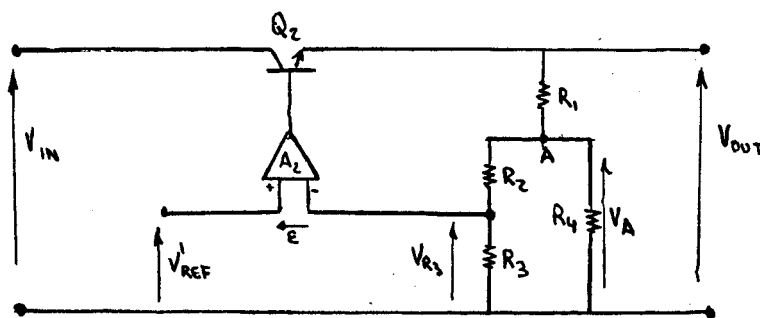 Q2
R1
VIN
A2
+ -
A
R2
VOUT
R4
VA
ε
V'REF
VR3
R3